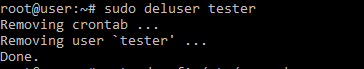 root@user:~# sudo deluser tester
Removing crontab ...
Removing user `tester' ...
Done.